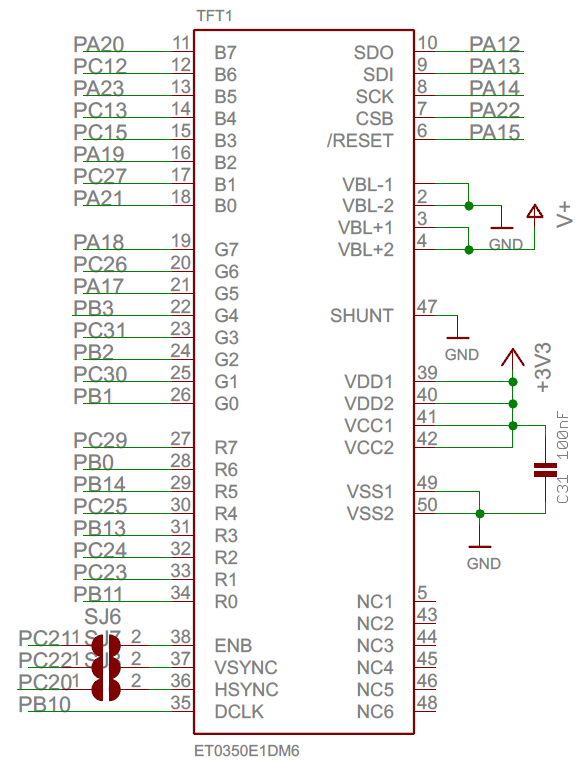 TFT1
PA20 11 B7 SDO 10 PA12
PC12 12 B6 SDI 9 PA13
PA23 13 B5 SCK 8 PA14
PC13 14 B4 CSB 7 PA22
PC15 15 B3 /RESET 6 PA15
PA19 16 B2
PC27 17 B1 VBL-1 1
PA21 18 B0 VBL-2 2
VBL+1 3 GND V+
PA18 19 G7 VBL+2 4
PC26 20 G6
PA17 21 G5
PB3 22 G4 SHUNT 47
PC31 23 G3 GND
PB2 24 G2
PC30 25 G1 VDD1 39 +3V3
PB1 26 G0 VDD2 40
VCC1 41
PC29 27 R7 VCC2 42
C31 100nF
PB0 28 R6
PB14 29 R5 VSS1 49
PC25 30 R4 VSS2 50
PB13 31 R3
PC24 32 R2 GND
PC23 33 R1
PB11 34 R0 NC1 5
SJ6 NC2 43
PC21 1 SJ7 2 38 ENB NC3 44
PC22 1 2 37 VSYNC NC4 45
PC20 1 2 36 HSYNC NC5 46
PB10 35 DCLK NC6 48
ET0350E1DM6